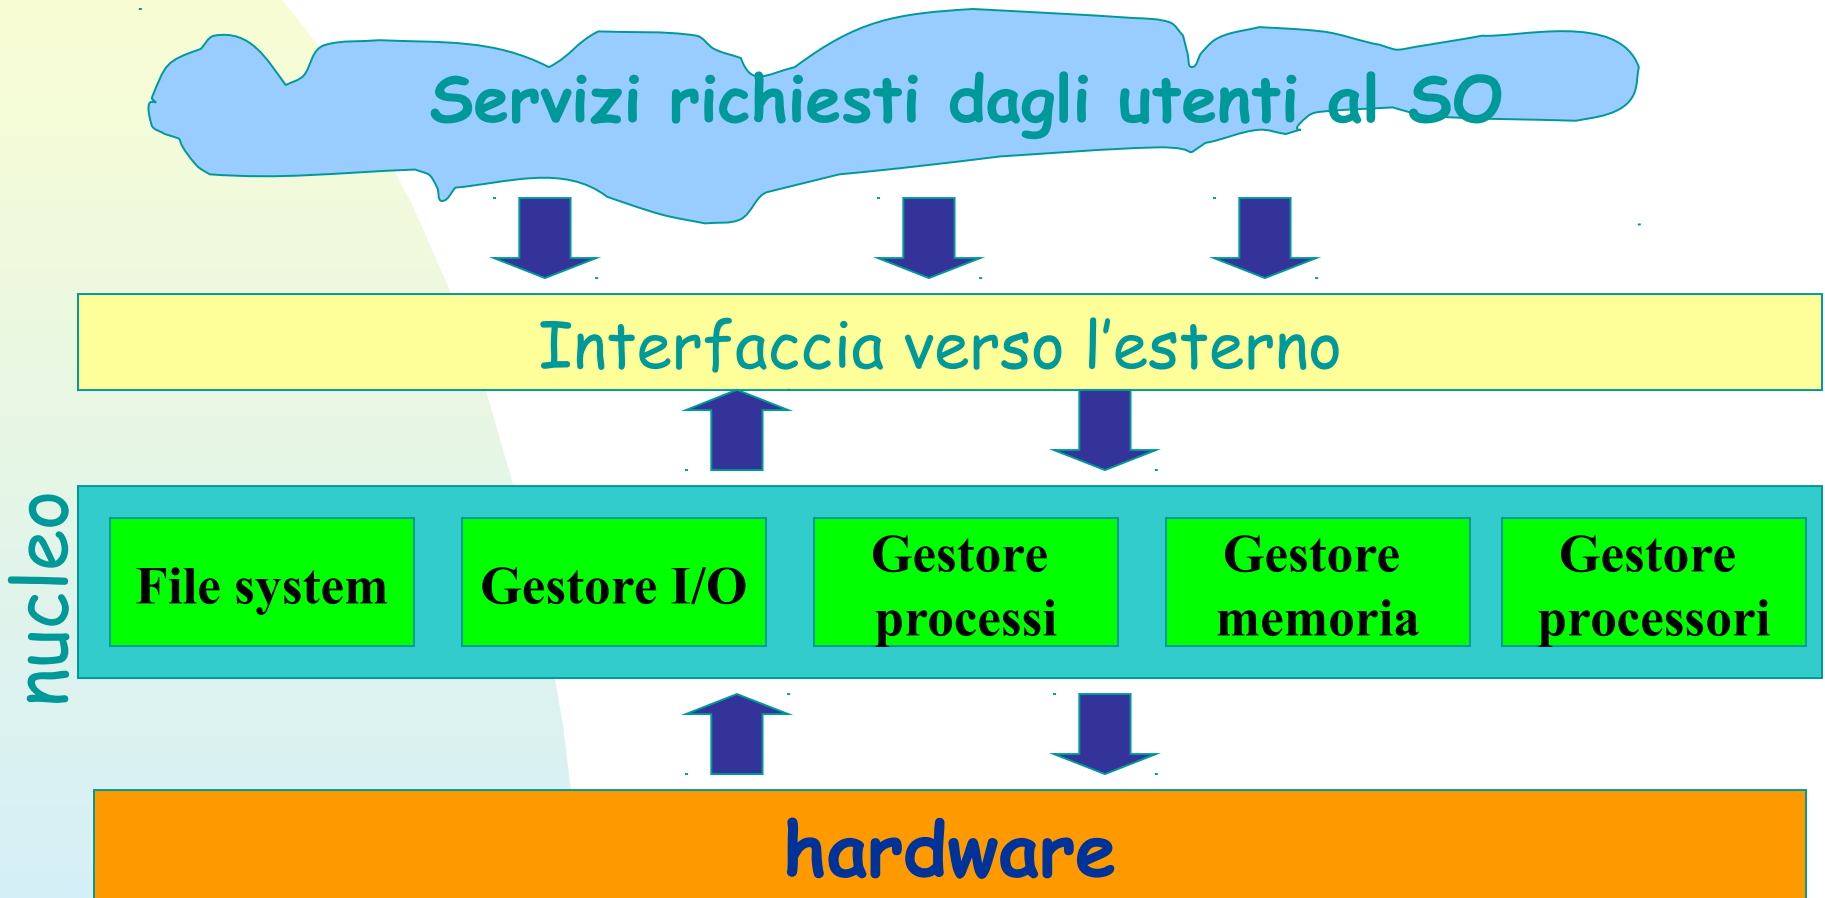 Servizi richiesti dagli utenti al SO
Interfaccia verso l’esterno
nucleo
File system
Gestore I/O
Gestore
processi
Gestore
memoria
Gestore
processori
hardware